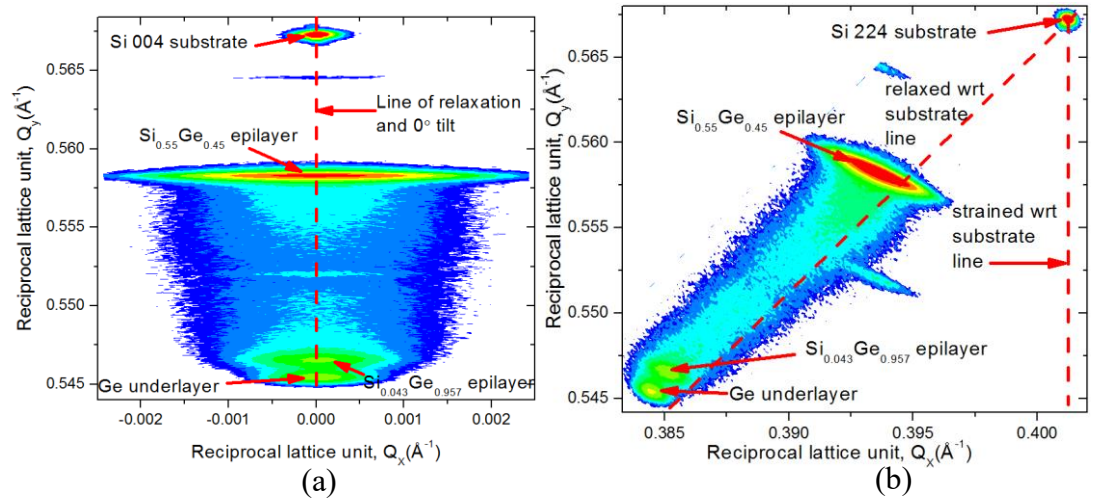 (a)
Si 004 substrate
Line of relaxation
and 0° tilt
Si0.55Ge0.45 epilayer
Ge underlayer
Si0.043Ge0.957 epilayer
Reciprocal lattice unit, Qy(Å-1)
0.565
0.560
0.555
0.550
0.545
-0.002
-0.001
0.000
0.001
0.002
Reciprocal lattice unit, QX(Å-1)
(a)
(b)
Si 224 substrate
relaxed wrt
substrate
line
Si0.55Ge0.45 epilayer
strained wrt
substrate
line
Si0.043Ge0.957 epilayer
Ge underlayer
Reciprocal lattice unit, Qy(Å-1)
0.565
0.560
0.555
0.550
0.545
0.385
0.390
0.395
0.400
Reciprocal lattice unit, QX(Å-1)
(b)